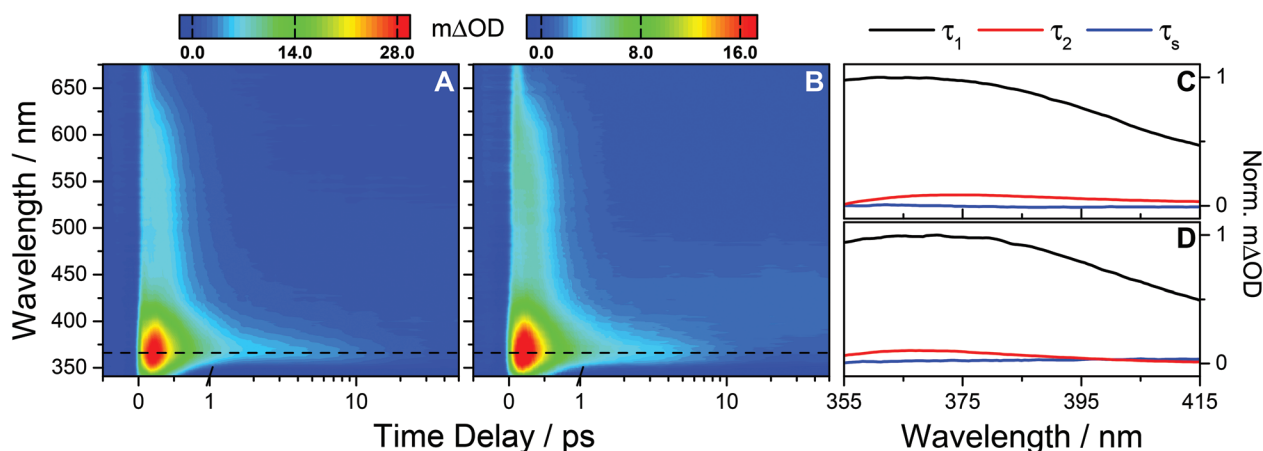 0.0 14.0 28.0
mΔOD
0.0 8.0 16.0
τ1 τ2 τs
A
B
C
D
Wavelength / nm
650
600
550
500
450
400
350
0 1 10
0 1 10
Time Delay / ps
1
0
1
0
Norm. mΔOD
355 375 395 415
Wavelength / nm